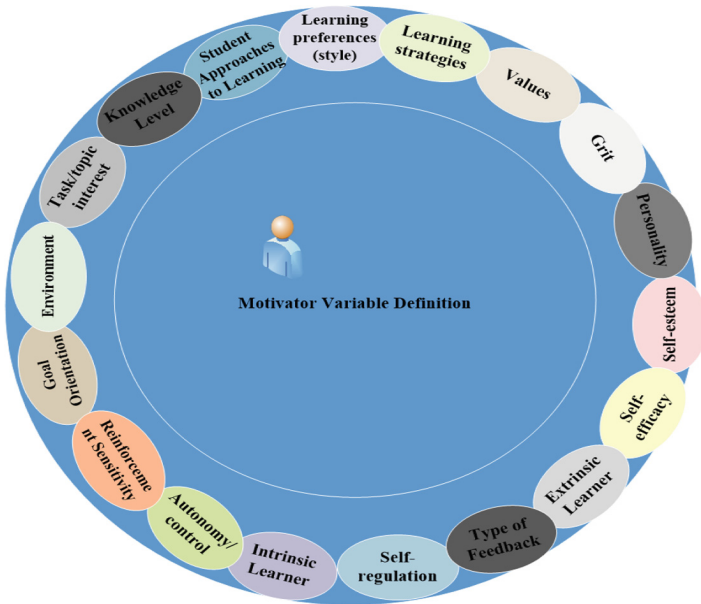 Learning
preferences
(style)
Learning
strategies
Values
Grit
Personality
Self-esteem
Self-
efficacy
Extrinsic
Learner
Type of
Feedback
Self-
regulation
Intrinsic
Learner
Autonomy/
control
Reinforceme
nt Sensitivity
Goal
Orientation
Environment
Task/topic
interest
Knowledge
Level
Student
Approaches
to Learning
Motivator Variable Definition